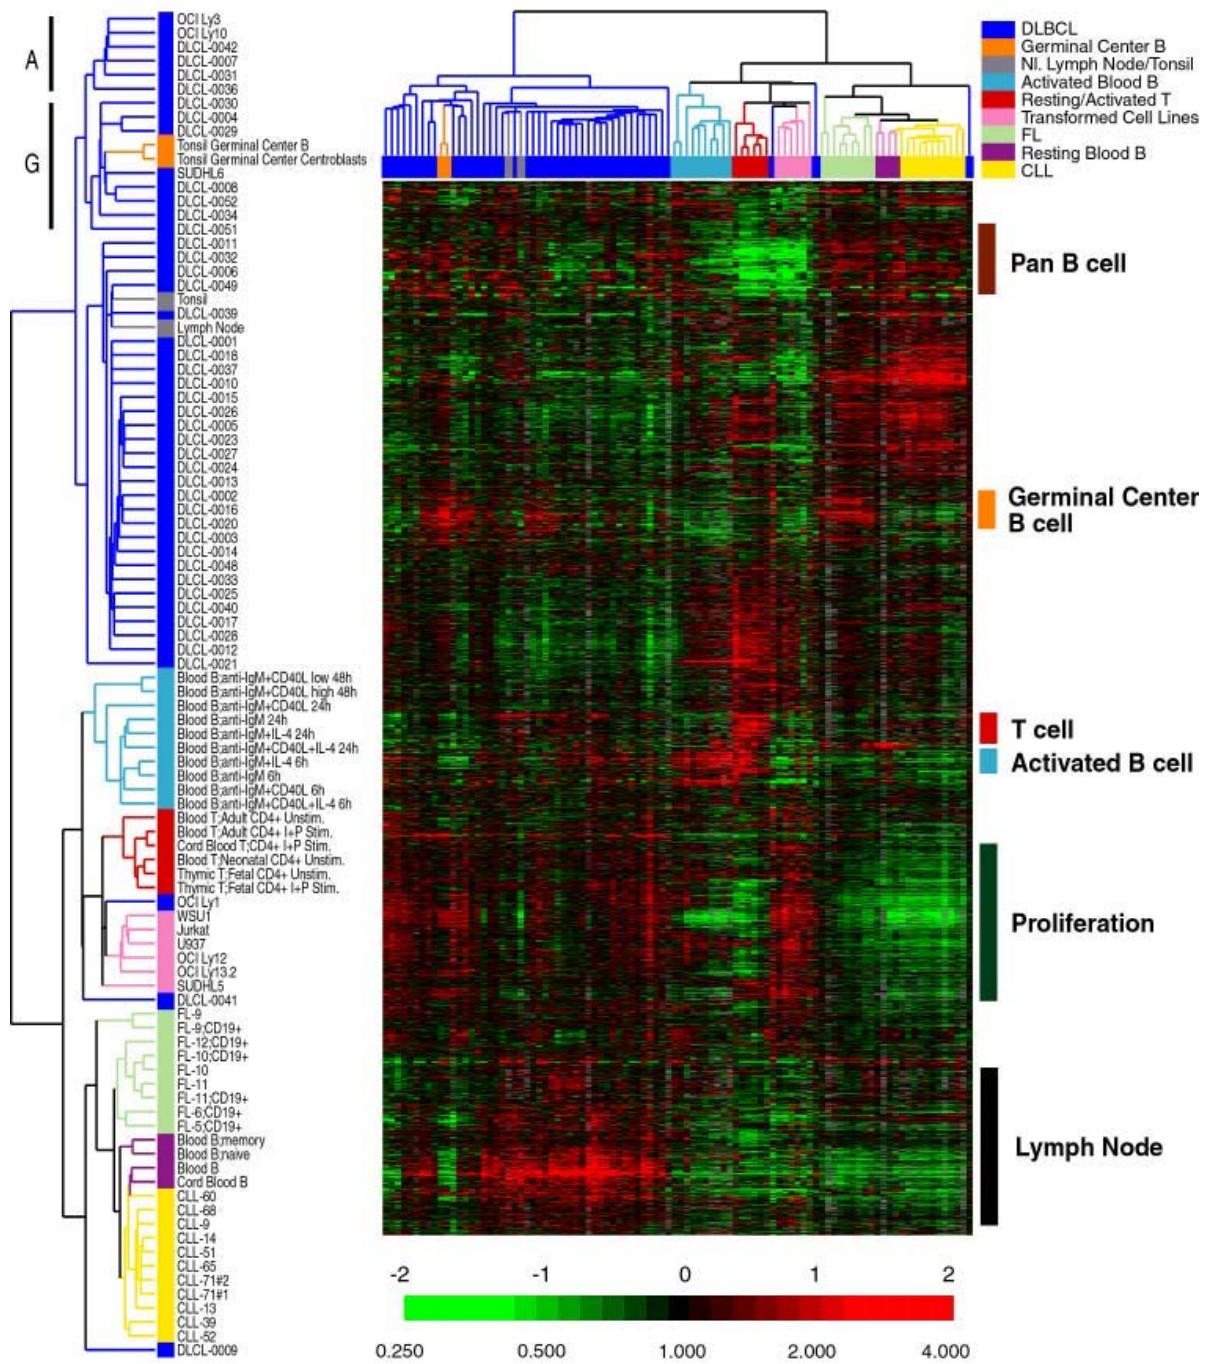 A
G
OCI Ly3
OCI Ly10
DLCL-0042
DLCL-0007
DLCL-0031
DLCL-0036
DLCL-0030
DLCL-0004
DLCL-0029
Tonsil Germinal Center B
Tonsil Germinal Center Centroblasts
SUDHL6
DLCL-0008
DLCL-0052
DLCL-0034
DLCL-0051
DLCL-0011
DLCL-0032
DLCL-0006
DLCL-0049
Tonsil
DLCL-0039
Lymph Node
DLCL-0001
DLCL-0018
DLCL-0037
DLCL-0010
DLCL-0015
DLCL-0026
DLCL-0005
DLCL-0023
DLCL-0027
DLCL-0024
DLCL-0013
DLCL-0002
DLCL-0016
DLCL-0020
DLCL-0003
DLCL-0014
DLCL-0048
DLCL-0033
DLCL-0025
DLCL-0040
DLCL-0017
DLCL-0028
DLCL-0012
DLCL-0021
Blood B;anti-IgM+CD40L low 48h
Blood B;anti-IgM+CD40L high 48h
Blood B;anti-IgM+CD40L 24h
Blood B;anti-IgM 24h
Blood B;anti-IgM+IL-4 24h
Blood B;anti-IgM+CD40L+IL-4 24h
Blood B;anti-IgM+IL-4 6h
Blood B;anti-IgM 6h
Blood B;anti-IgM+CD40L 6h
Blood B;anti-IgM+CD40L+IL-4 6h
Blood T;Adult CD4+ Unstim.
Blood T;Adult CD4+ I+P Stim.
Cord Blood T;CD4+ I+P Stim.
Blood T;Neonatal CD4+ Unstim.
Thymic T;Fetal CD4+ Unstim.
Thymic T;Fetal CD4+ I+P Stim.
OCI Ly1
WSU1
Jurkat
U937
OCI Ly12
OCI Ly13.2
SUDHL5
DLCL-0041
FL-9
FL-9;CD19+
FL-12;CD19+
FL-10;CD19+
FL-10
FL-11
FL-11;CD19+
FL-6;CD19+
FL-5;CD19+
Blood B;memory
Blood B;naive
Blood B
Cord Blood B
CLL-60
CLL-68
CLL-9
CLL-14
CLL-51
CLL-65
CLL-71#2
CLL-71#1
CLL-13
CLL-39
CLL-52
DLCL-0009
DLBCL
Germinal Center B
Nl. Lymph Node/Tonsil
Activated Blood B
Resting/Activated T
Transformed Cell Lines
FL
Resting Blood B
CLL
Pan B cell
Germinal Center
B cell
T cell
Activated B cell
Proliferation
Lymph Node
-2 -1 0 1 2
0.250 0.500 1.000 2.000 4.000